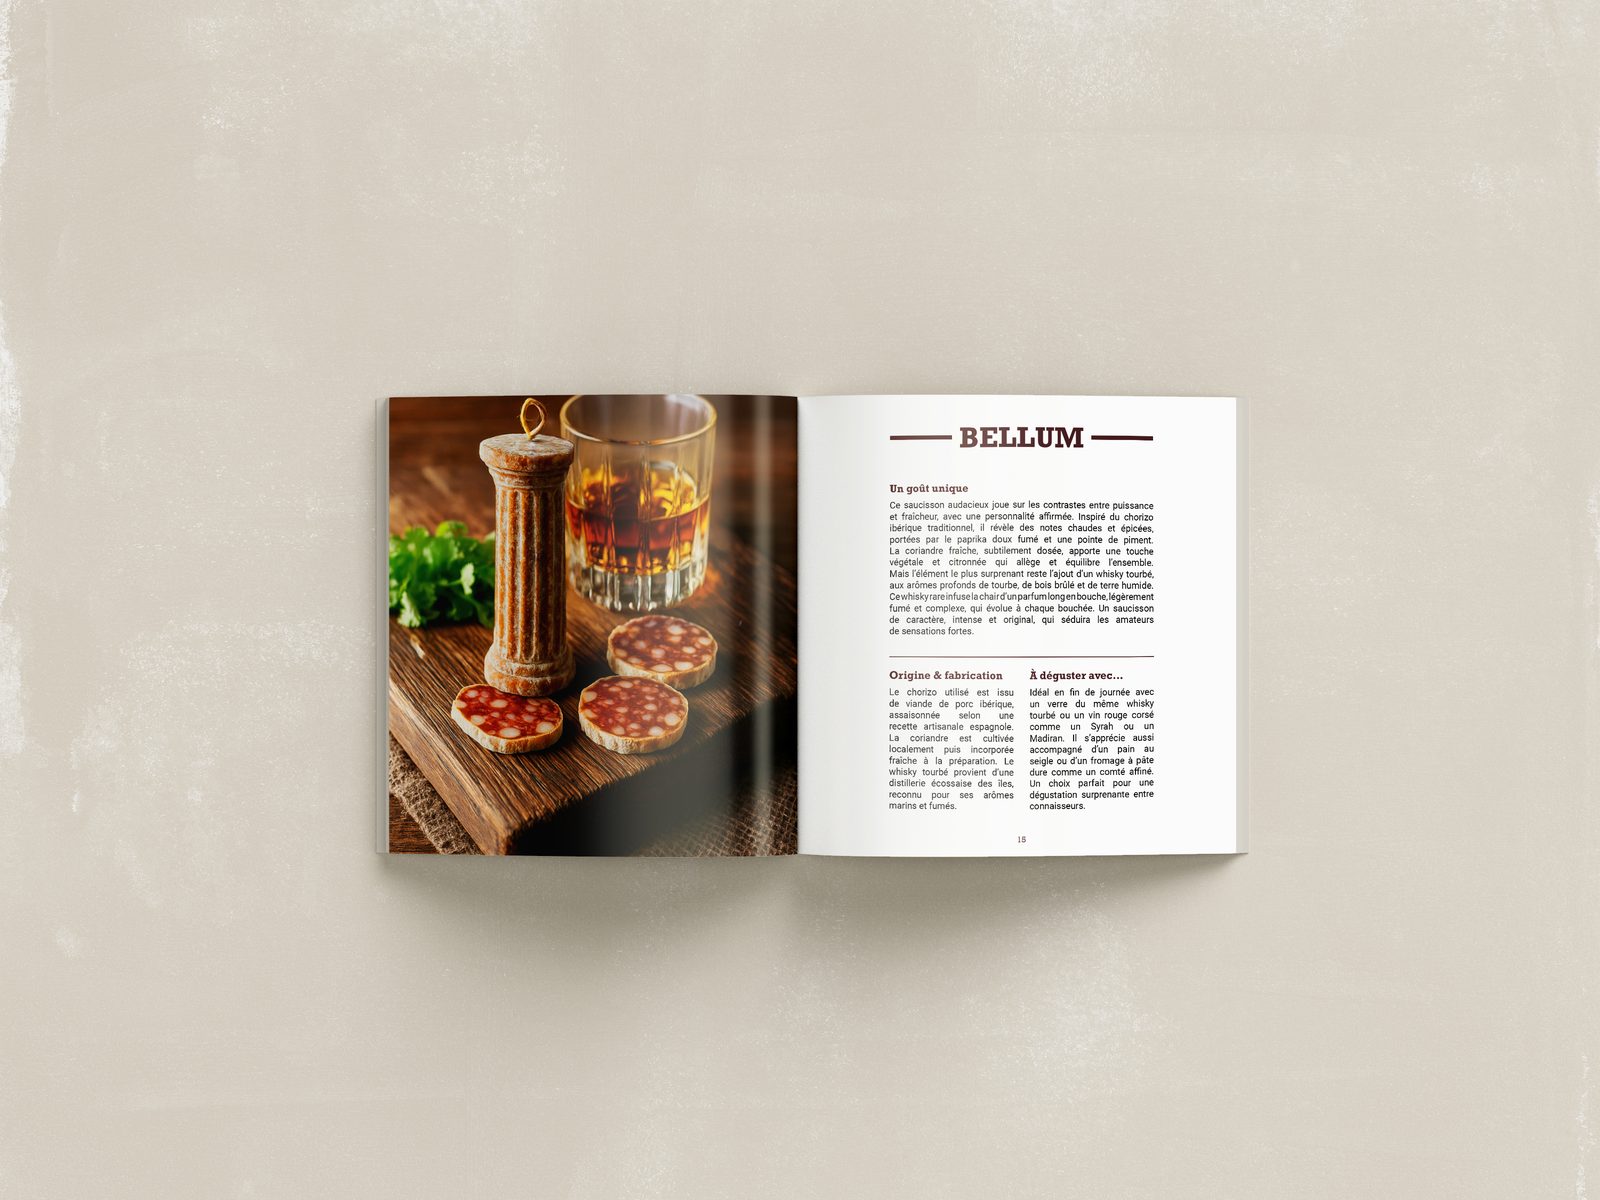 BELLUM
Un goût unique
Ce saucisson audacieux joue sur les contrastes entre puissance
et fraîcheur, avec une personnalité affirmée. Inspiré du chorizo
ibérique traditionnel, il révèle des notes chaudes et épicées,
portées par le paprika doux fumé et une pointe de piment.
La coriandre fraîche, subtilement dosée, apporte une touche
végétale et citronnée qui allège et équilibre l'ensemble.
Mais l'élément le plus surprenant reste l'ajout d'un whisky tourbé,
aux arômes profonds de tourbe, de bois brûlé et de terre humide.
Ce whisky rare infuse la chair d'un parfum long en bouche, légèrement
fumé et complexe, qui évolue à chaque bouchée. Un saucisson
de caractère, intense et original, qui séduira les amateurs
de sensations fortes.
Origine & fabrication
Le chorizo utilisé est issu
de viande de porc ibérique,
assaisonnée selon une
recette artisanale espagnole.
La coriandre est cultivée
localement puis incorporée
fraîche à la préparation. Le
whisky tourbé provient d'une
distillerie écossaise des îles,
reconnu pour ses arômes
marins et fumés.
À déguster avec...
Idéal en fin de journée avec
un verre du même whisky
tourbé ou un vin rouge corsé
comme un Syrah ou un
Madiran. Il s'apprécie aussi
accompagné d'un pain au
seigle ou d'un fromage à pâte
dure comme un comté affiné.
Un choix parfait pour une
dégustation surprenante entre
connaisseurs.
15